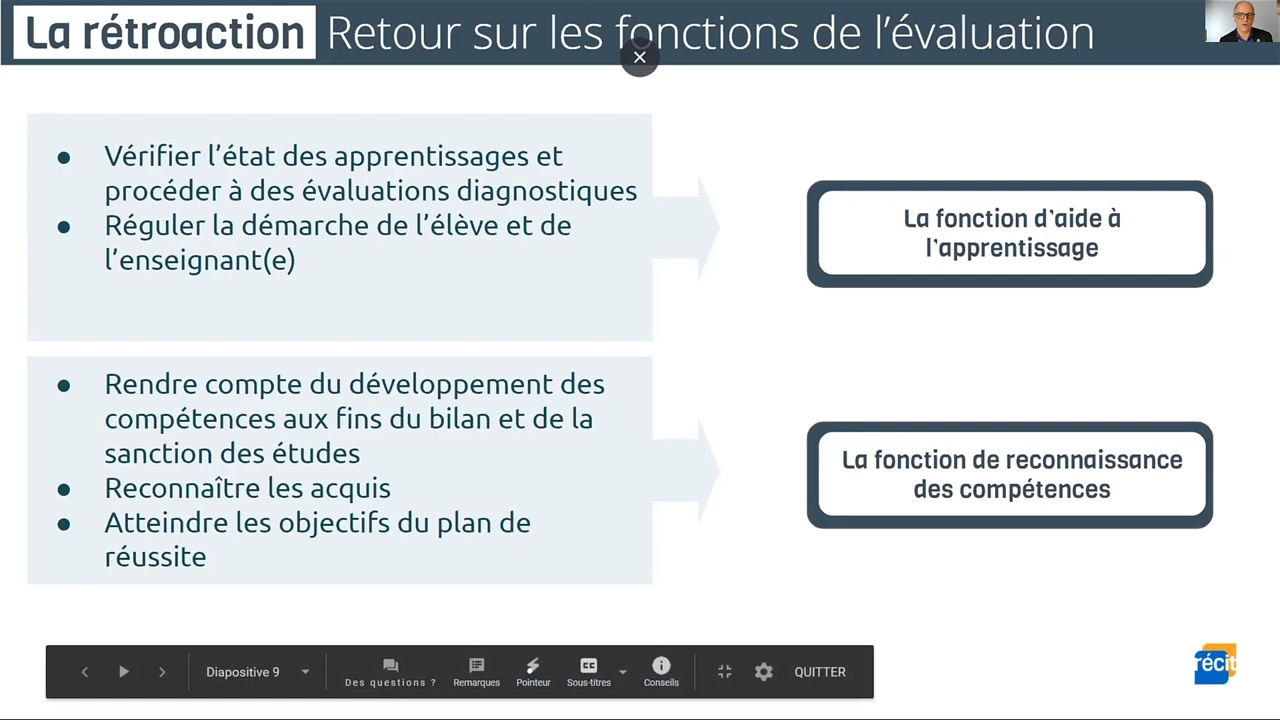 La rétroaction Retour sur les fonctions de l’évaluation
● Vérifier l’état des apprentissages et
procéder à des évaluations diagnostiques
● Réguler la démarche de l’élève et de
l’enseignant(e)
La fonction d’aide à
l’apprentissage
● Rendre compte du développement des
compétences aux fins du bilan et de la
sanction des études
● Reconnaître les acquis
● Atteindre les objectifs du plan de
réussite
La fonction de reconnaissance
des compétences
Diapositive 9
Des questions ?
Remarques
Pointeur
CC
Sous-titres
Conseils
QUITTER
récit